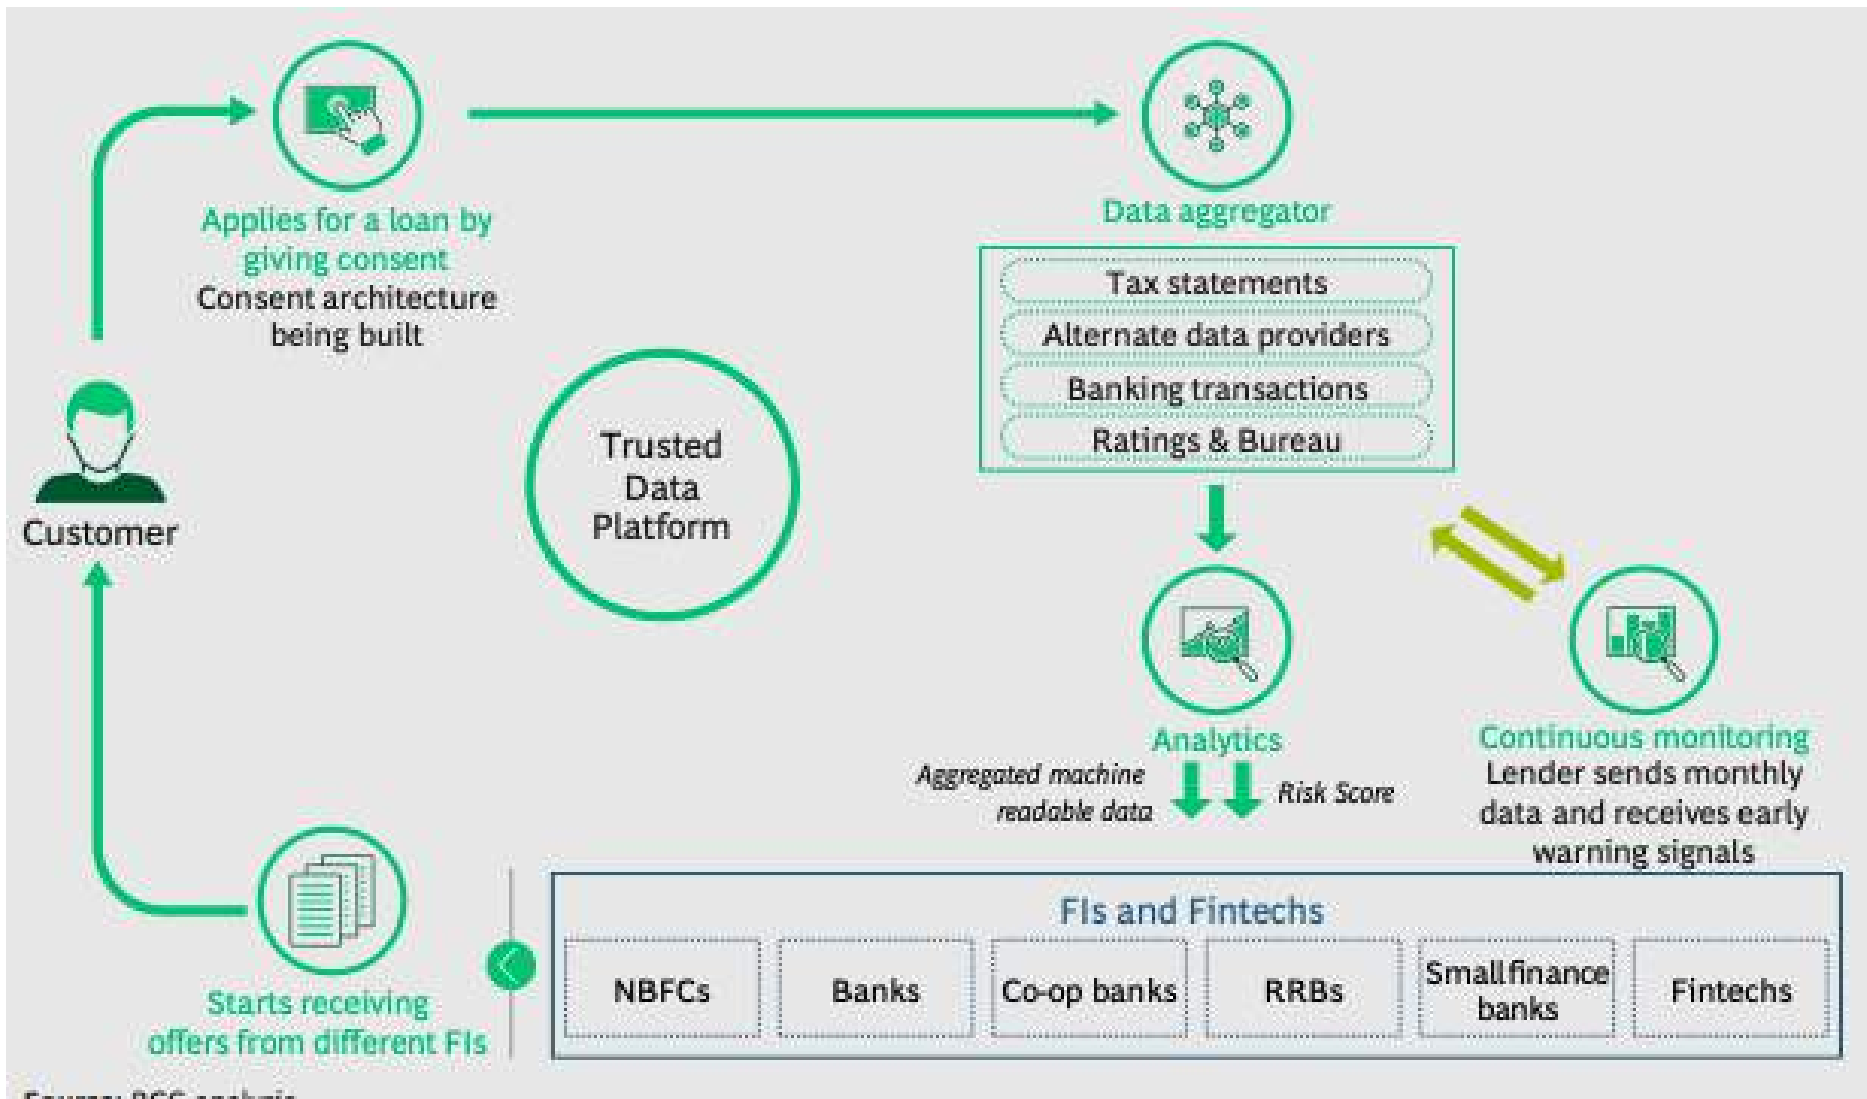 Applies for a loan by
giving consent
Consent architecture
being built
Data aggregator
Tax statements
Alternate data providers
Banking transactions
Ratings & Bureau
Trusted
Data
Platform
Customer
Analytics
Aggregated machine
readable data
Risk Score
Continuous monitoring
Lender sends monthly
data and receives early
warning signals
FIs and Fintechs
NBFCs
Banks
Co-op banks
RRBs
Small finance
banks
Fintechs
Starts receiving
offers from different FIs
Source: BCG analysis